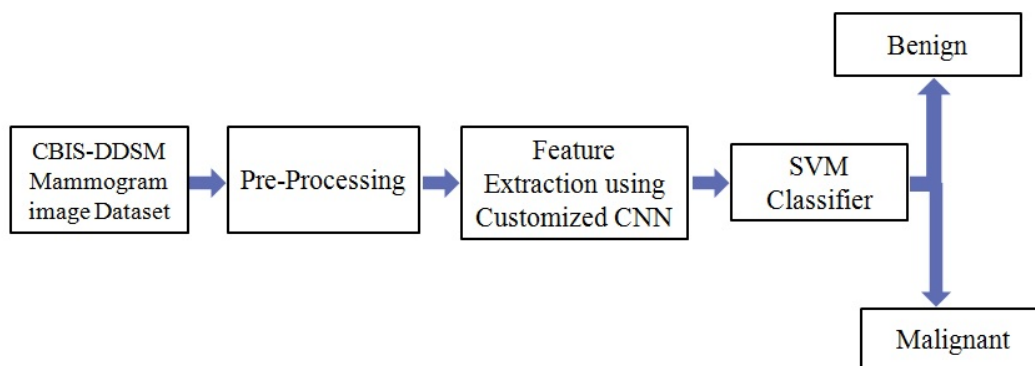 CBIS-DDSM
Mammogram
image Dataset
Pre-Processing
Feature
Extraction using
Customized CNN
SVM
Classifier
Benign
Malignant